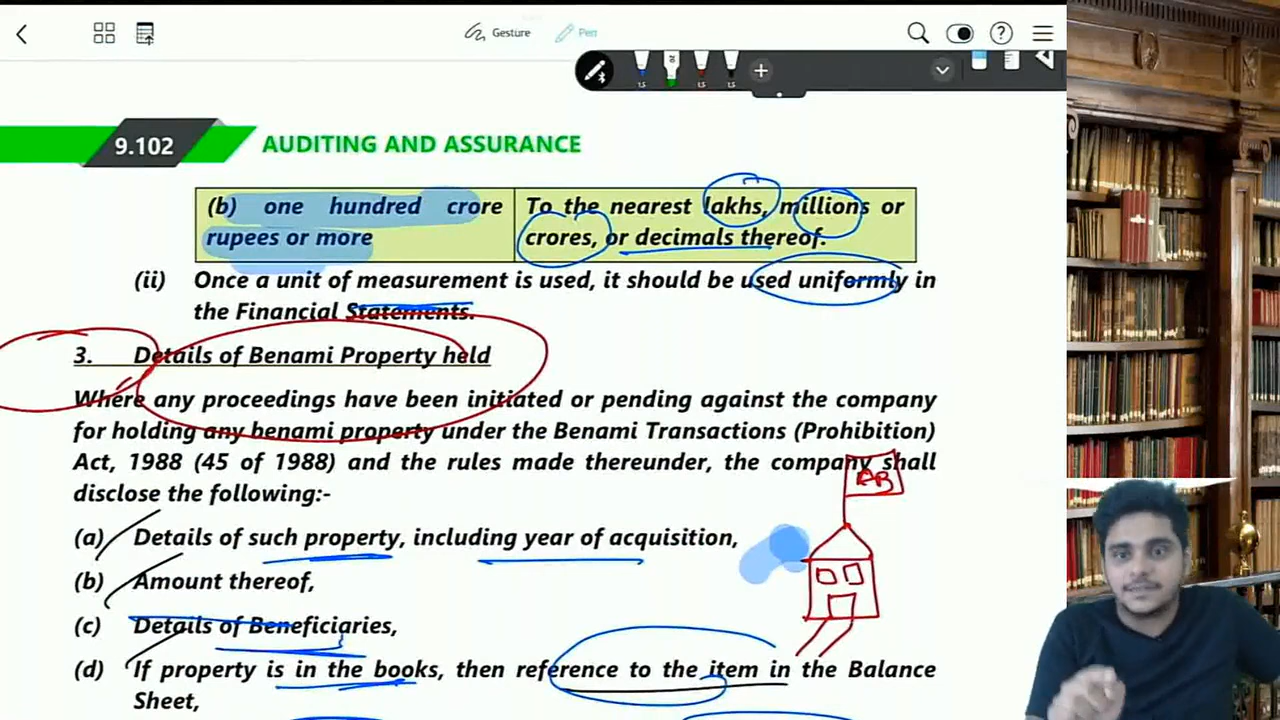 Gesture
Pen
9.102
AUDITING AND ASSURANCE
(b) one hundred crore
rupees or more
To the nearest lakhs, millions or
crores, or decimals thereof.
(ii) Once a unit of measurement is used, it should be used uniformly in
the Financial Statements.
3. Details of Benami Property held
Where any proceedings have been initiated or pending against the company
for holding any benami property under the Benami Transactions (Prohibition)
Act, 1988 (45 of 1988) and the rules made thereunder, the company shall
disclose the following:-
AB
(a) Details of such property, including year of acquisition,
(b) Amount thereof,
(c) Details of Beneficiaries,
(d) If property is in the books, then reference to the item in the Balance
Sheet,